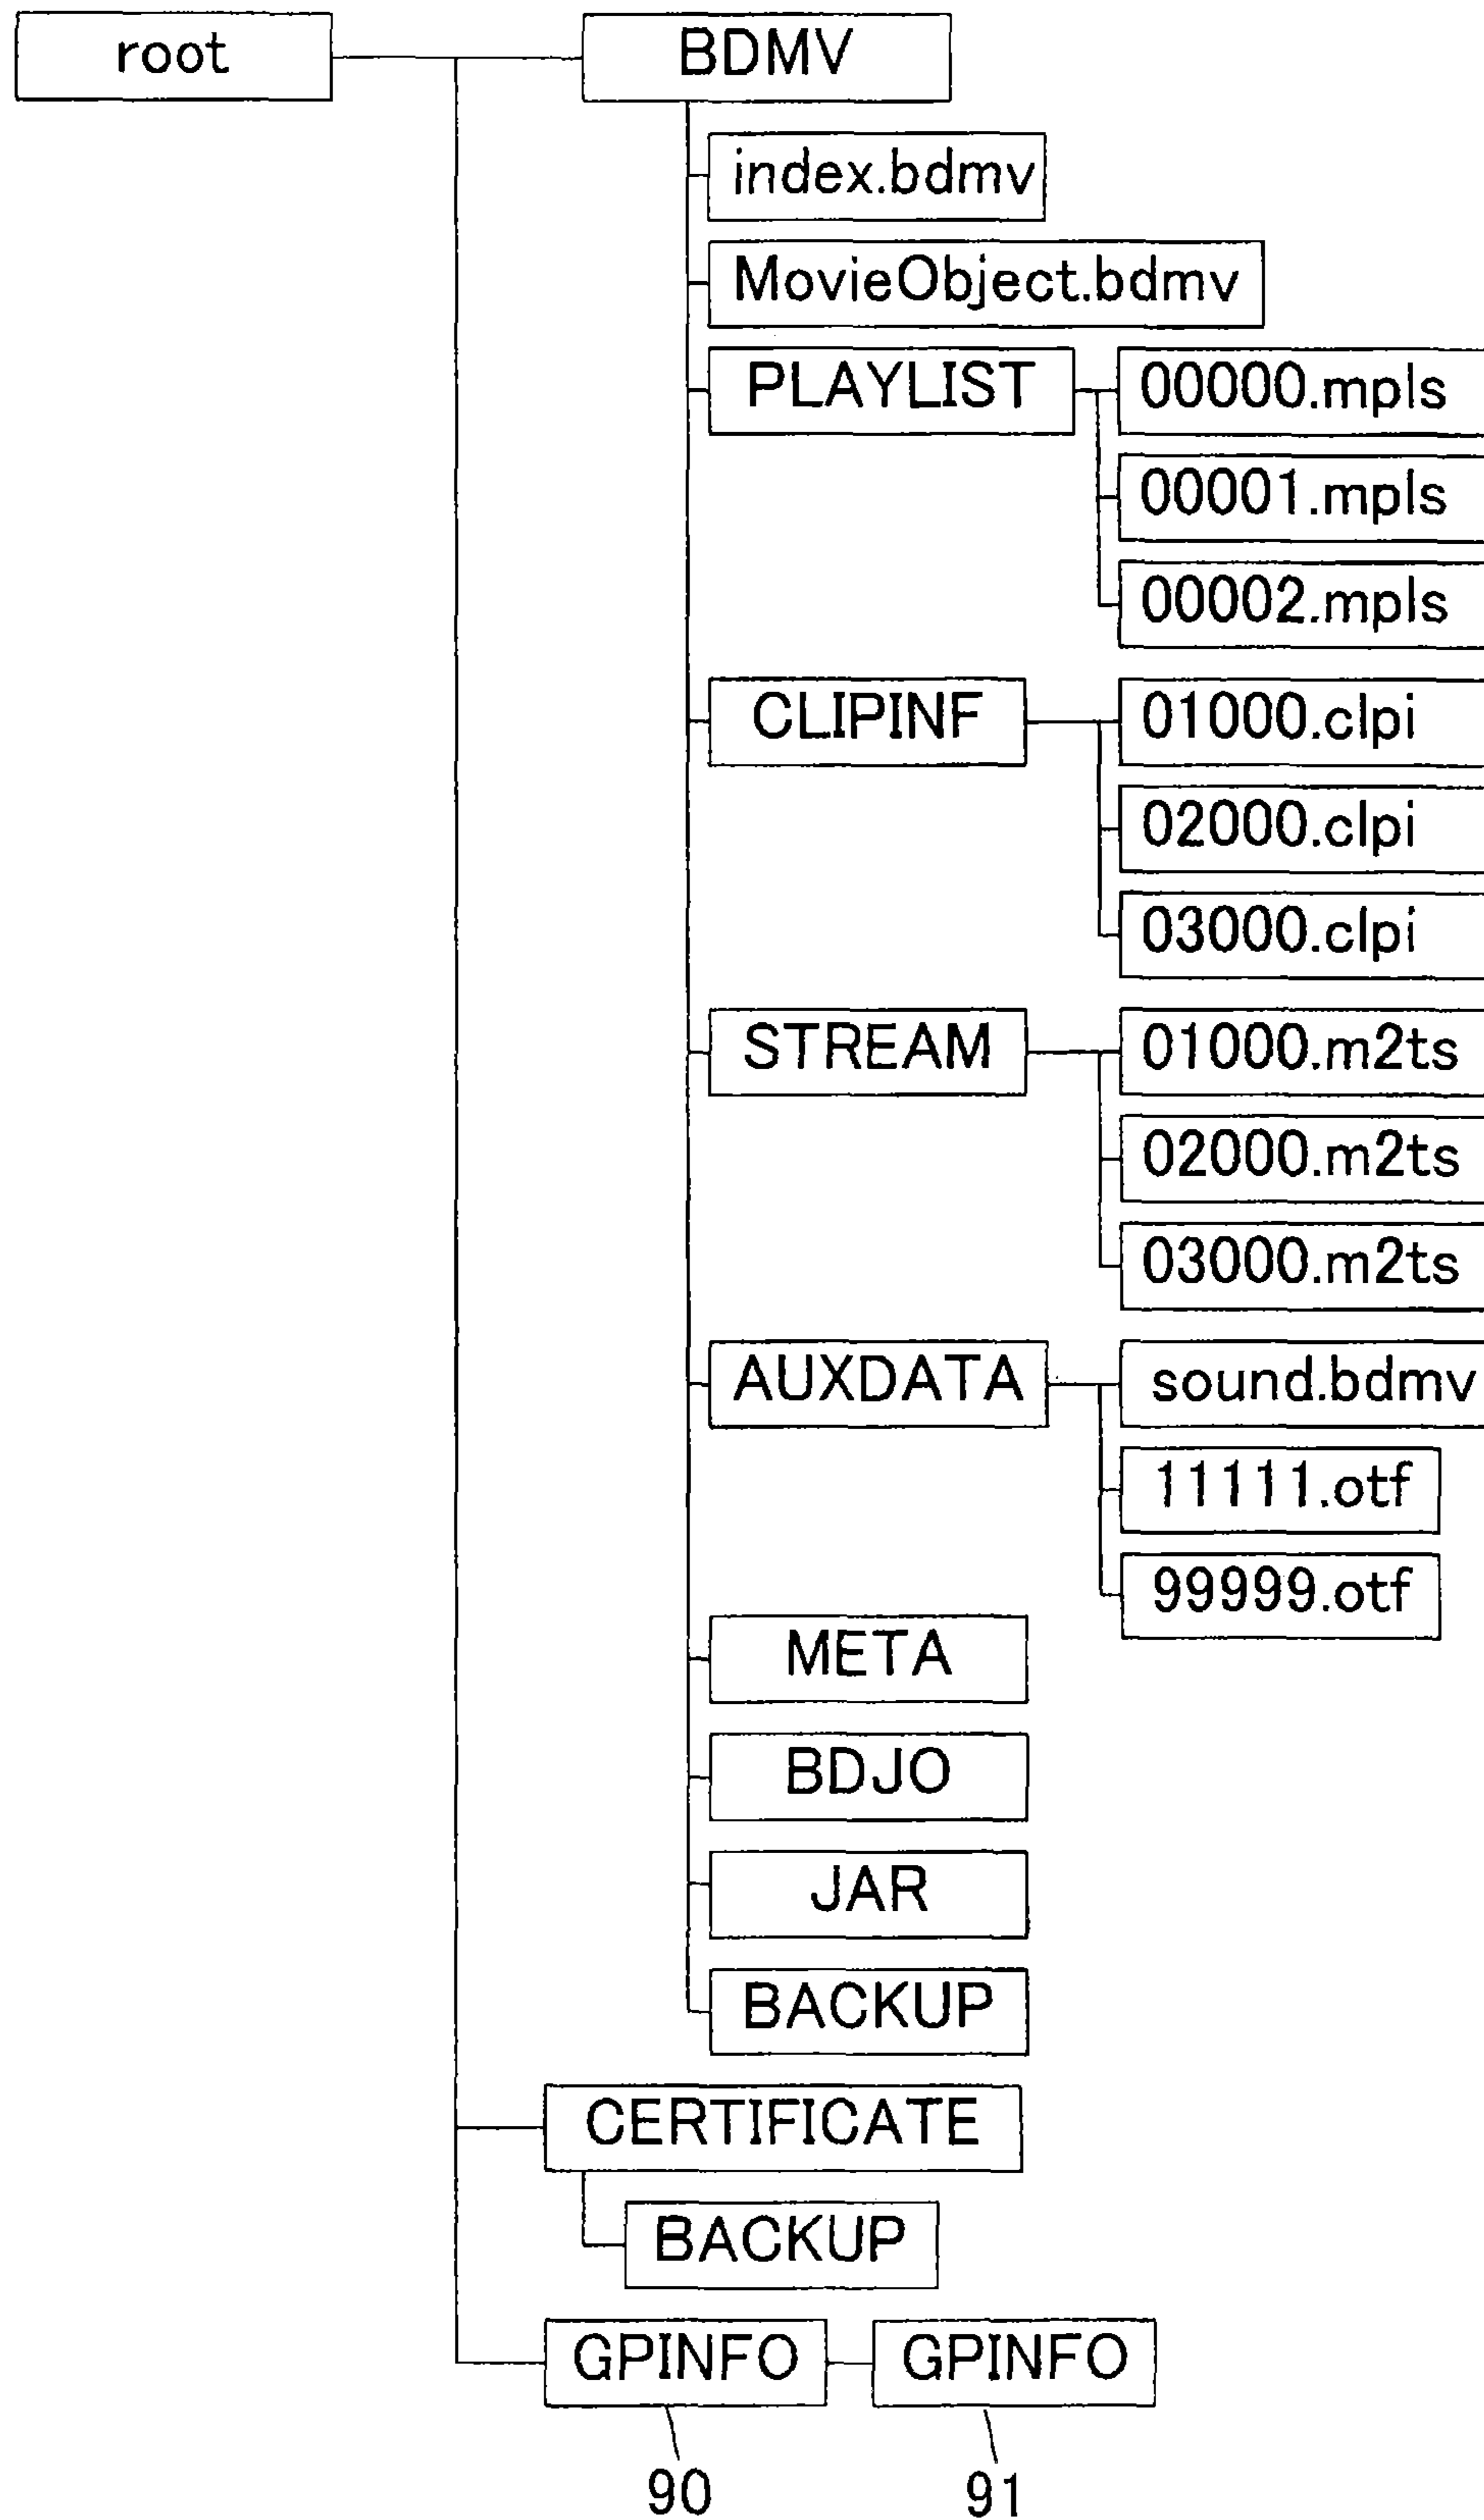 root
BDMV
index.bdmv
MovieObject.bdmv
PLAYLIST
00000.mpls
00001.mpls
00002.mpls
CLIPINF
01000.clpi
02000.clpi
03000.clpi
STREAM
01000.m2ts
02000.m2ts
03000.m2ts
AUXDATA
sound.bdmv
11111.otf
99999.otf
META
BDJO
JAR
BACKUP
CERTIFICATE
BACKUP
GPINFO
GPINFO
90
91